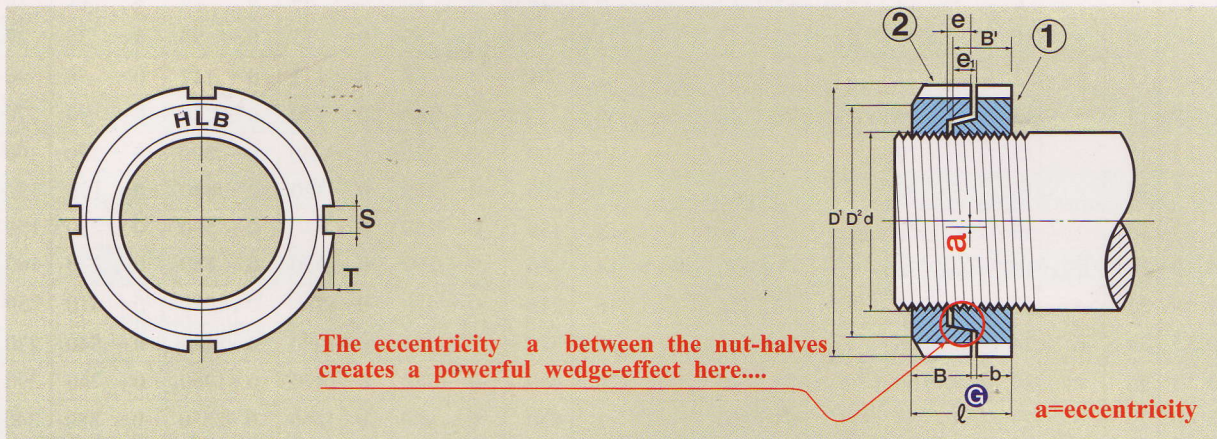 HLB
S
T
The eccentricity a between the nut-halves
creates a powerful wedge-effect here....
② e B' ①
e₁
D¹ D² d a
B b
G
ℓ
a=eccentricity